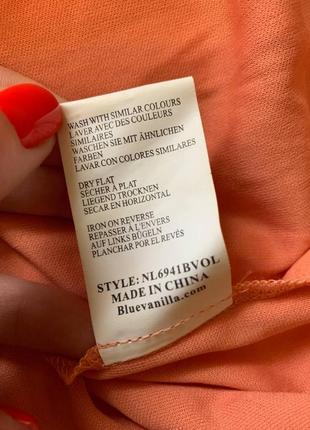 WASH WITH SIMILAR COLOURS
LAVER AVEC DES COULEURS
SIMILAIRES
WASCHEN SIE MIT ÄHNLICHEN
FARBEN
LAVAR CON COLORES SIMILARES
DRY FLAT
SÉCHER À PLAT
LIEGEND TROCKNEN
SECAR EN HORIZONTAL
IRON ON REVERSE
REPASSER À L'ENVERS
AUF LINKS BÜGELN
PLANCHAR POR EL REVÉS
STYLE: NL6941BVOL
MADE IN CHINA
Bluevanilla.com